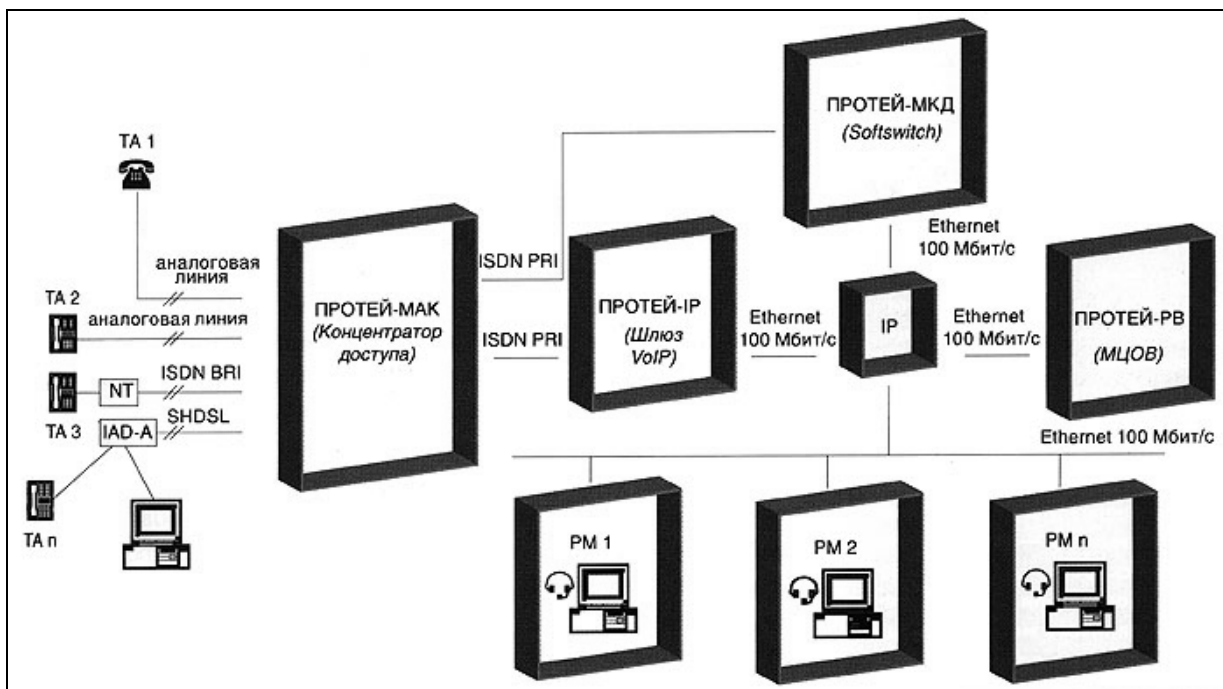 ПРОТЕЙ-МКД
(Softswitch)
ТА 1
Ethernet
100 Мбит/с
ISDN PRI
аналоговая
линия
ТА 2
аналоговая линия
ПРОТЕЙ-МАК
(Концентратор
доступа)
ПРОТЕЙ-IP
(Шлюз
VoIP)
Ethernet
100 Мбит/с
IP
Ethernet
100 Мбит/с
ПРОТЕЙ-РВ
(МЦОВ)
ISDN PRI
ISDN BRI
NT
SHDSL
ТА 3
IAD-A
Ethernet 100 Мбит/с
ТА n
РМ 1
РМ 2
РМ n